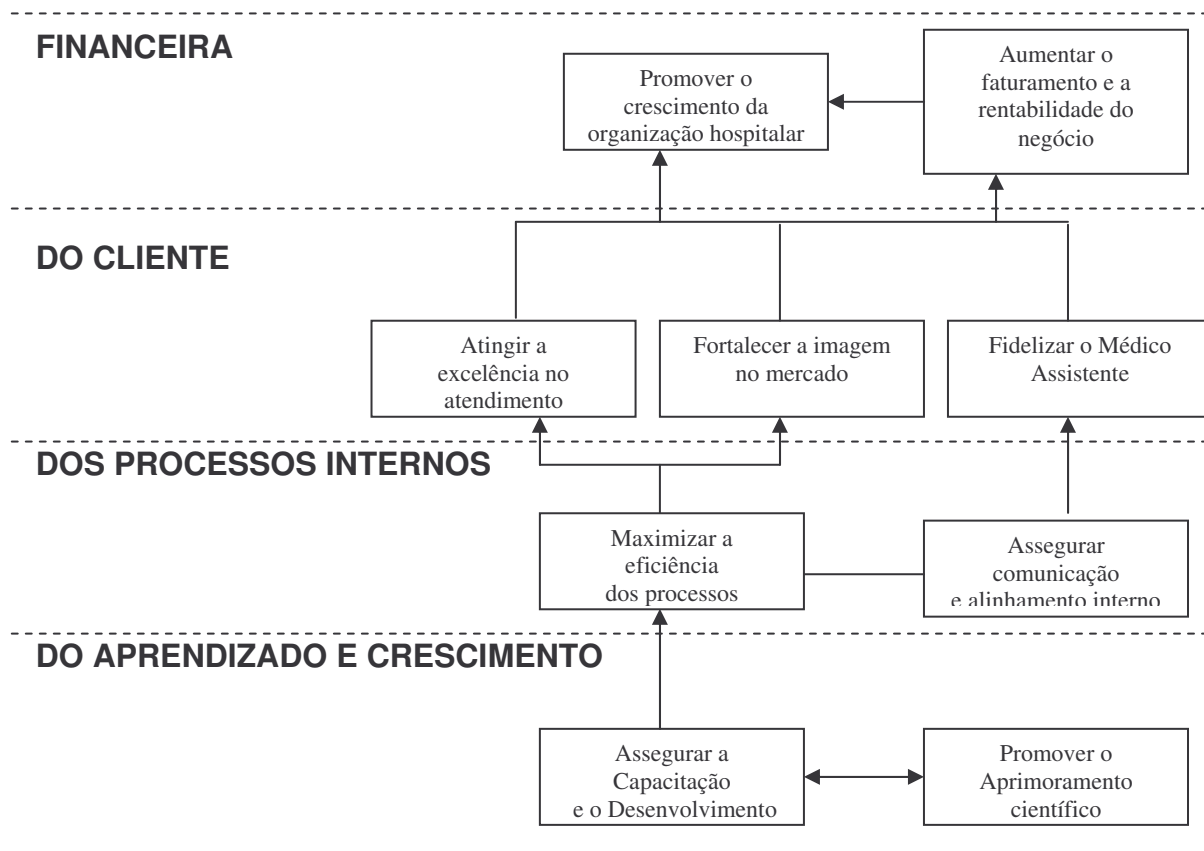 FINANCEIRA
Promover o
crescimento da
organização hospitalar
Aumentar o
faturamento e a
rentabilidade do
negócio
DO CLIENTE
Atingir a
excelência no
atendimento
Fortalecer a imagem
no mercado
Fidelizar o Médico
Assistente
DOS PROCESSOS INTERNOS
Maximizar a
eficiência
dos processos
Assegurar
comunicação
e alinhamento interno
DO APRENDIZADO E CRESCIMENTO
Assegurar a
Capacitação
e o Desenvolvimento
Promover o
Aprimoramento
científico